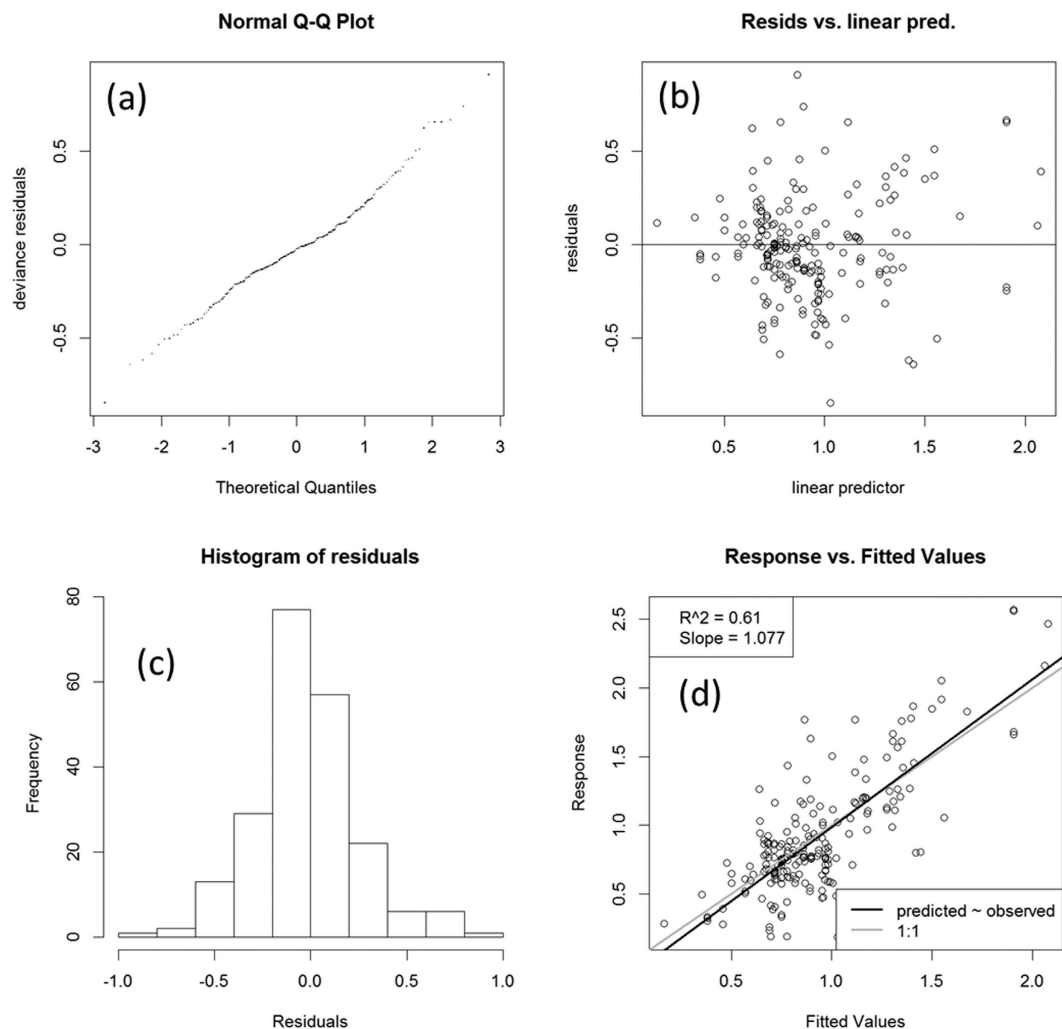 Normal Q-Q Plot
(a)
deviance residuals
0.5
0.0
-0.5
-3 -2 -1 0 1 2 3
Theoretical Quantiles
Resids vs. linear pred.
(b)
residuals
0.5
0.0
-0.5
0.5 1.0 1.5 2.0
linear predictor
Histogram of residuals
(c)
Frequency
80
60
40
20
0
-1.0 -0.5 0.0 0.5 1.0
Residuals
Response vs. Fitted Values
R^2 = 0.61
Slope = 1.077
(d)
Response
2.5
2.0
1.5
1.0
0.5
predicted ~ observed
1:1
0.5 1.0 1.5 2.0
Fitted Values